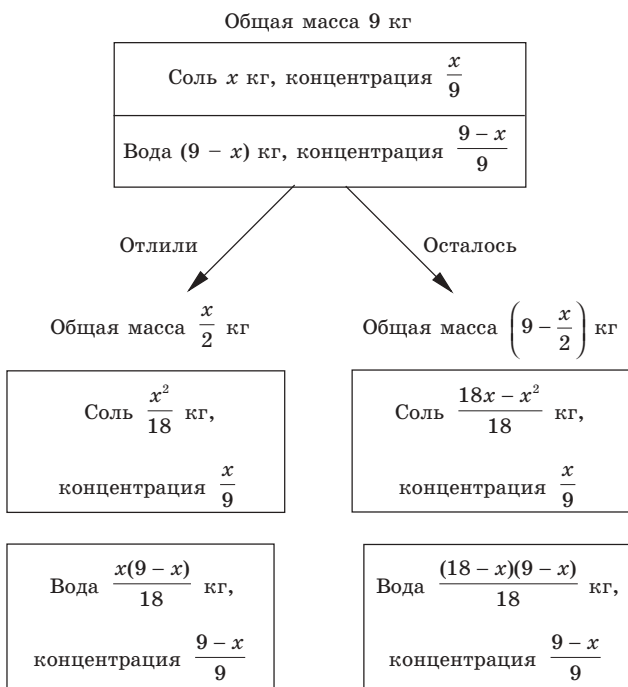 Общая масса 9 кг
Соль x кг, концентрация x/9
Вода (9 − x) кг, концентрация (9 − x)/9
Отлили
Осталось
Общая масса x/2 кг
Общая масса (9 − x/2) кг
Соль x²/18 кг,
концентрация x/9
Соль (18x − x²)/18 кг,
концентрация x/9
Вода x(9 − x)/18 кг,
концентрация (9 − x)/9
Вода (18 − x)(9 − x)/18 кг,
концентрация (9 − x)/9